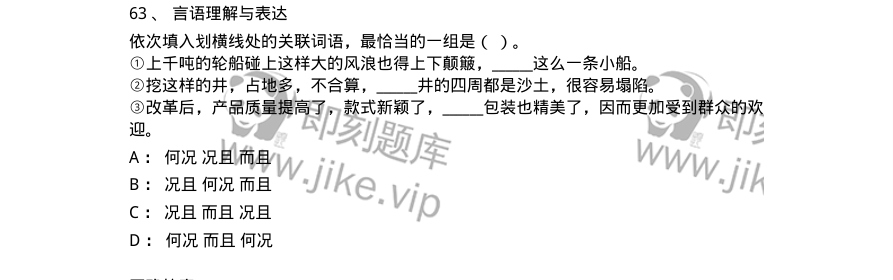 63 、 言语理解与表达
依次填入划横线处的关联词语，最恰当的一组是（ ）。
①上千吨的轮船碰上这样大的风浪也得上下颠簸，_____这么一条小船。
②挖这样的井，占地多，不合算，_____井的四周都是沙土，很容易塌陷。
③改革后，产品质量提高了，款式新颖了，_____包装也精美了，因而更加受到群众的欢
迎。
A： 何况 况且 而且
B： 况且 何况 而且
C： 况且 而且 况且
D： 何况 而且 何况
即刻题库
www.jike.vip